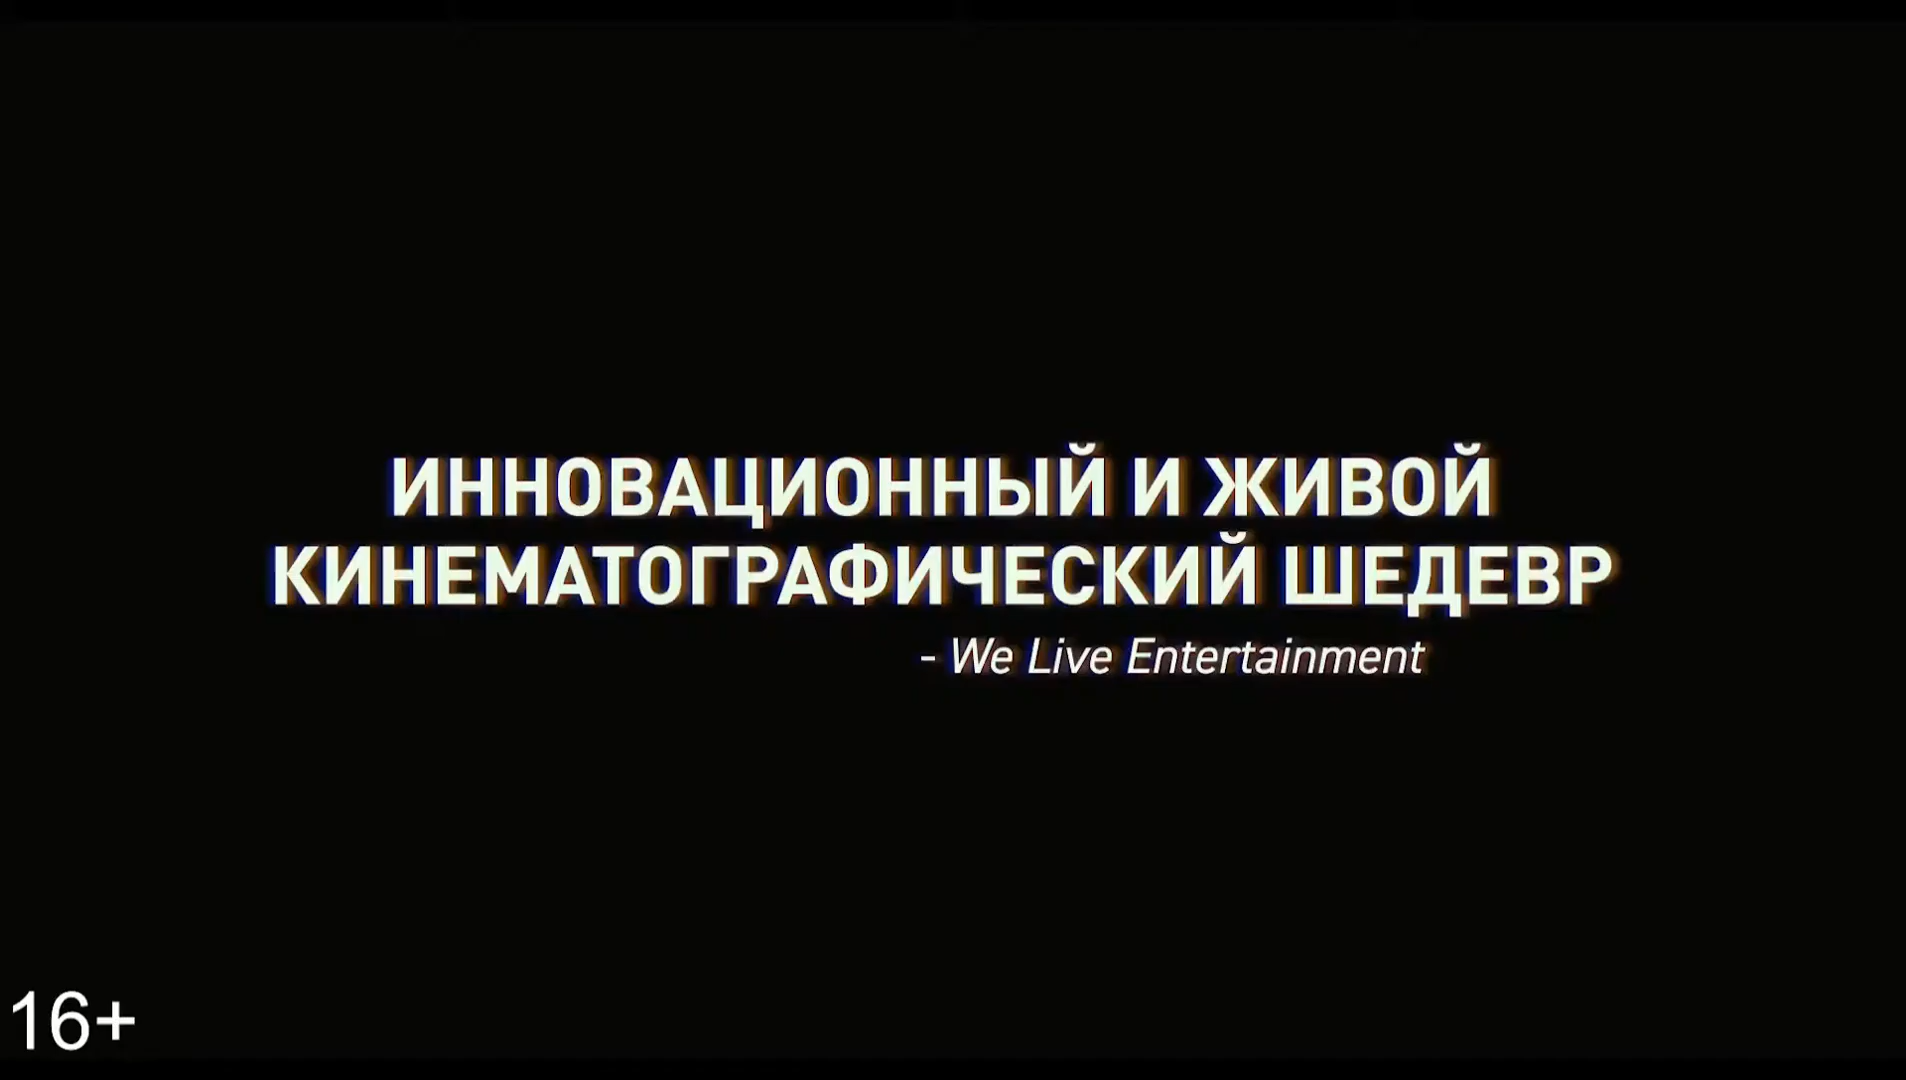 ИННОВАЦИОННЫЙ И ЖИВОЙ
КИНЕМАТОГРАФИЧЕСКИЙ ШЕДЕВР
- We Live Entertainment
16+